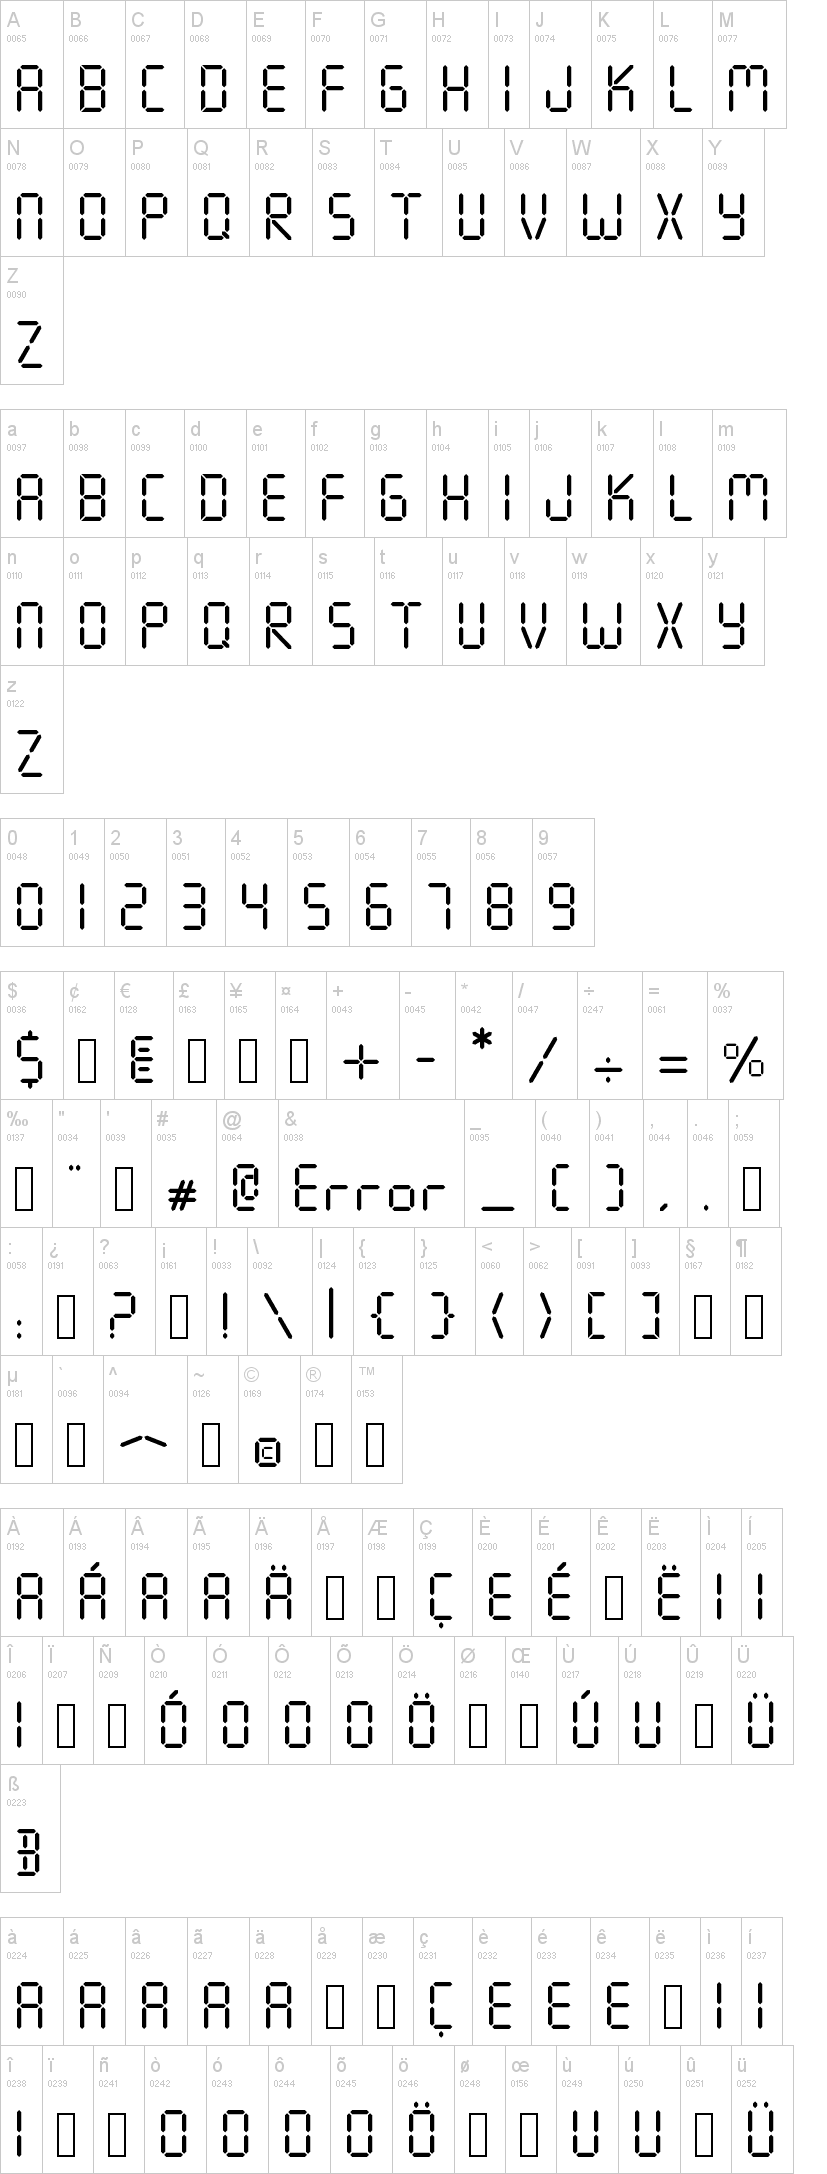 A B C D E F G H I J K L M
0065 0066 0067 0068 0069 0070 0071 0072 0073 0074 0075 0076 0077
A B C D E F G H I J K L M
N O P Q R S T U V W X Y
0078 0079 0080 0081 0082 0083 0084 0085 0086 0087 0088 0089
N O P Q R S T U V W X Y
Z
0090
Z
a b c d e f g h i j k l m
0097 0098 0099 0100 0101 0102 0103 0104 0105 0106 0107 0108 0109
A B C D E F G H I J K L M
n o p q r s t u v w x y
0110 0111 0112 0113 0114 0115 0116 0117 0118 0119 0120 0121
N O P Q R S T U V W X Y
z
0122
Z
0 1 2 3 4 5 6 7 8 9
0048 0049 0050 0051 0052 0053 0054 0055 0056 0057
0 1 2 3 4 5 6 7 8 9
$ ¢ € £ ¥ ¤ + - * / ÷ = %
0036 0162 0128 0163 0165 0164 0043 0045 0042 0047 0247 0061 0037
$ € + - * / ÷ = %
‰ " ' # @ & _ ( ) , . ;
0137 0034 0039 0035 0064 0038 0095 0040 0041 0044 0046 0059
¨ # @ Error _ ( ) , .
: ¿ ? ¡ ! \ | { } < > [ ] § ¶
0058 0191 0063 0161 0033 0092 0124 0123 0125 0060 0062 0091 0093 0167 0182
: ? ! \ | { } < > [ ]
µ ` ^ ~ © ® ™
0181 0096 0094 0126 0169 0174 0153
^ ©
À Á Â Ã Ä Å Æ Ç È É Ê Ë Ì Í
0192 0193 0194 0195 0196 0197 0198 0199 0200 0201 0202 0203 0204 0205
A Á A A Ä Ç E É Ë I I
Î Ï Ñ Ò Ó Ô Õ Ö Ø Œ Ù Ú Û Ü
0206 0207 0209 0210 0211 0212 0213 0214 0216 0140 0217 0218 0219 0220
I Ó O O O Ö Ú U Ü
ß
0223
B
à á â ã ä å æ ç è é ê ë ì í
0224 0225 0226 0227 0228 0229 0230 0231 0232 0233 0234 0235 0236 0237
A A A A A Ç E E E I I
î ï ñ ò ó ô õ ö ø œ ù ú û ü
0238 0239 0241 0242 0243 0244 0245 0246 0248 0156 0249 0250 0251 0252
I O O O O Ö U U Ü